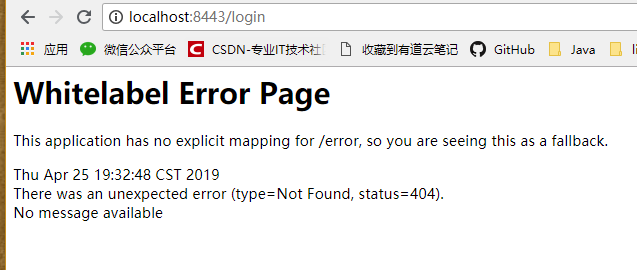 localhost:8443/login
应用 微信公众平台 CSDN-专业IT技术社 收藏到有道云笔记 GitHub Java li
Whitelabel Error Page
This application has no explicit mapping for /error, so you are seeing this as a fallback.
Thu Apr 25 19:32:48 CST 2019
There was an unexpected error (type=Not Found, status=404).
No message available